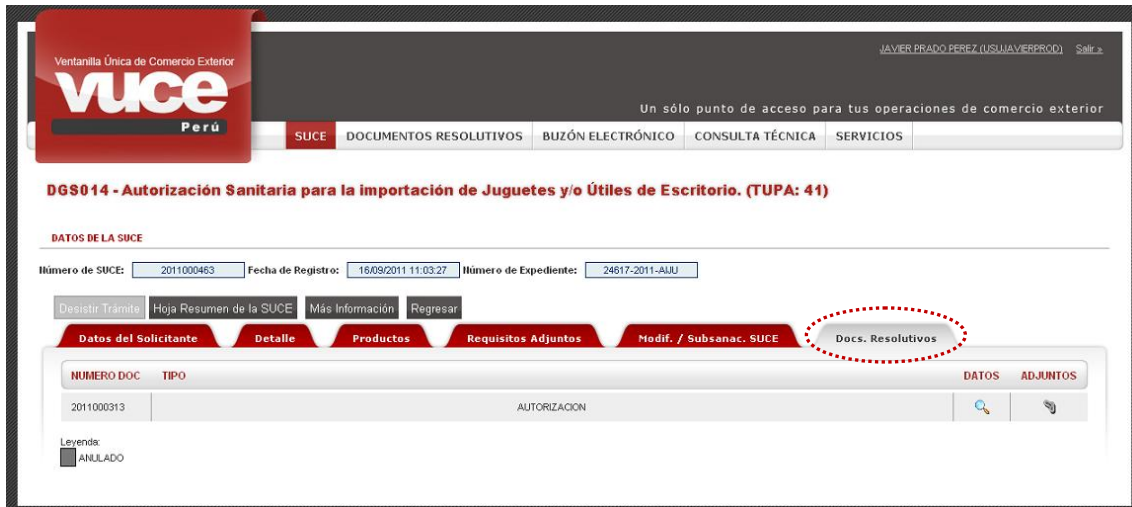 JAVIER PRADO PEREZ (USUJAVIERPROD) Salir »
Ventanilla Única de Comercio Exterior
vuce
Perú
Un sólo punto de acceso para tus operaciones de comercio exterior
SUCE DOCUMENTOS RESOLUTIVOS BUZÓN ELECTRÓNICO CONSULTA TÉCNICA SERVICIOS
DGS014 - Autorización Sanitaria para la importación de Juguetes y/o Útiles de Escritorio. (TUPA: 41)
DATOS DE LA SUCE
Número de SUCE: 2011000463 Fecha de Registro: 16/09/2011 11:03:27 Número de Expediente: 24617-2011-AIJU
Desistir Trámite Hoja Resumen de la SUCE Más Información Regresar
Datos del Solicitante Detalle Productos Requisitos Adjuntos Modif. / Subsanac. SUCE Docs. Resolutivos
NUMERO DOC TIPO DATOS ADJUNTOS
2011000313 AUTORIZACION
Leyenda:
ANULADO